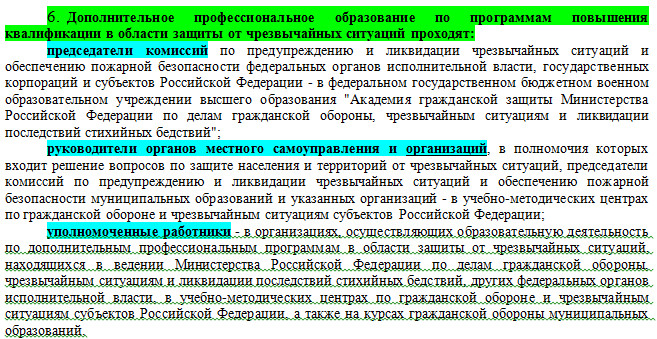 6. Дополнительное профессиональное образование по программам повышения
квалификации в области защиты от чрезвычайных ситуаций проходят:
председатели комиссий по предупреждению и ликвидации чрезвычайных ситуаций и
обеспечению пожарной безопасности федеральных органов исполнительной власти, государственных
корпораций и субъектов Российской Федерации - в федеральном государственном бюджетном военном
образовательном учреждении высшего образования "Академия гражданской защиты Министерства
Российской Федерации по делам гражданской обороны, чрезвычайным ситуациям и ликвидации
последствий стихийных бедствий";
руководители органов местного самоуправления и организаций, в полномочия которых
входит решение вопросов по защите населения и территорий от чрезвычайных ситуаций, председатели
комиссий по предупреждению и ликвидации чрезвычайных ситуаций и обеспечению пожарной
безопасности муниципальных образований и указанных организаций - в учебно-методических центрах
по гражданской обороне и чрезвычайным ситуациям субъектов Российской Федерации;
уполномоченные работники - в организациях, осуществляющих образовательную деятельность
по дополнительным профессиональным программам в области защиты от чрезвычайных ситуаций,
находящихся в ведении Министерства Российской Федерации по делам гражданской обороны,
чрезвычайным ситуациям и ликвидации последствий стихийных бедствий, других федеральных органов
исполнительной власти, в учебно-методических центрах по гражданской обороне и чрезвычайным
ситуациям субъектов Российской Федерации, а также на курсах гражданской обороны муниципальных
образований.